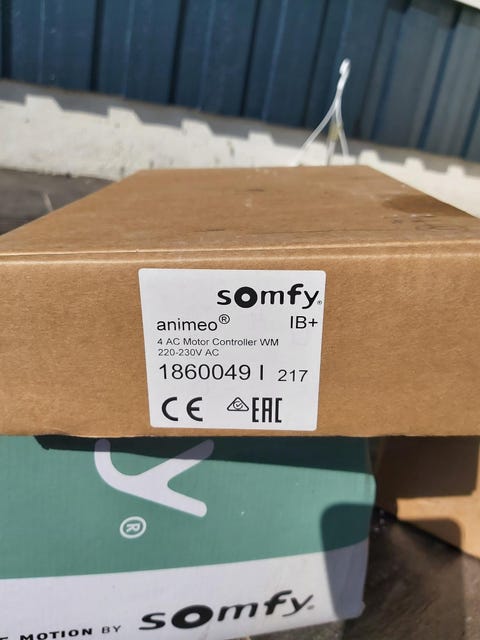 somfy®
animeo® IB+
4 AC Motor Controller WM
220-230V AC
1860049 I 217
CE EAC
y®
MOTION BY somfy®